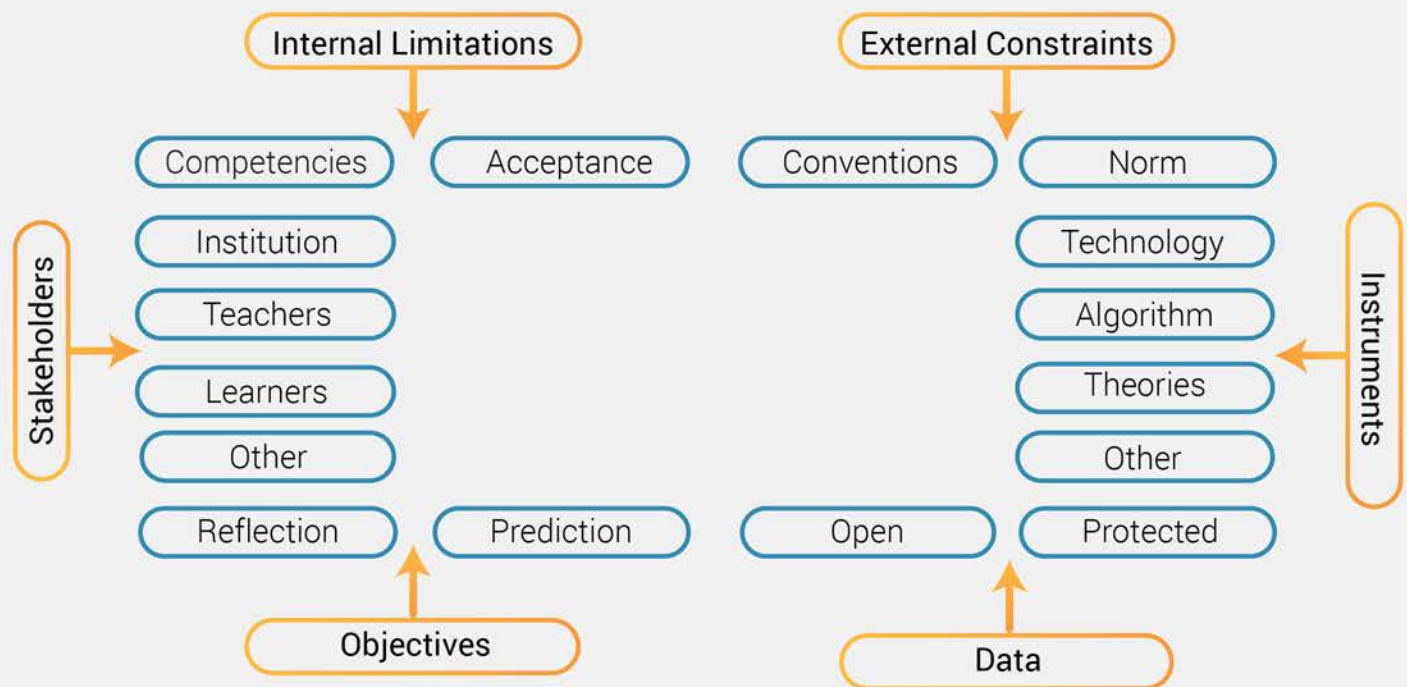 Internal Limitations
External Constraints
Competencies
Acceptance
Conventions
Norm
Stakeholders
Institution
Teachers
Learners
Other
Technology
Algorithm
Theories
Other
Instruments
Reflection
Prediction
Open
Protected
Objectives
Data